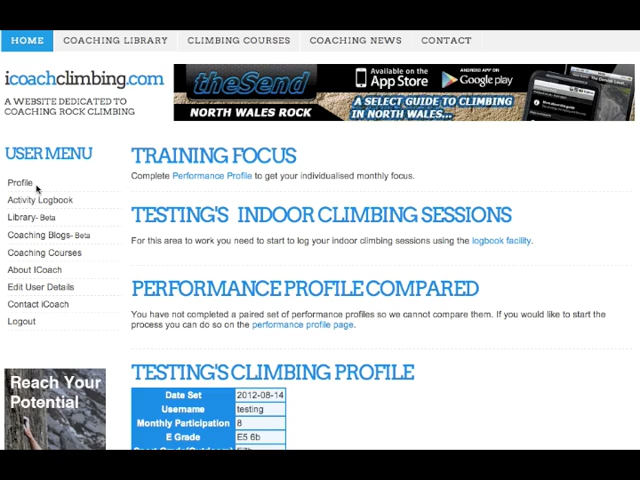 HOME COACHING LIBRARY CLIMBING COURSES COACHING NEWS CONTACT
icoachclimbing.com
A WEBSITE DEDICATED TO
COACHING ROCK CLIMBING
theSend
NORTH WALES ROCK
Available on the
App Store
ANDROID APP ON
Google play
A SELECT GUIDE TO CLIMBING
IN NORTH WALES...
USER MENU
Profile
Activity Logbook
Library- Beta
Coaching Blogs- Beta
Coaching Courses
About ICoach
Edit User Details
Contact iCoach
Logout
Reach Your
Potential
TRAINING FOCUS
Complete Performance Profile to get your individualised monthly focus.
TESTING'S INDOOR CLIMBING SESSIONS
For this area to work you need to start to log your indoor climbing sessions using the logbook facility.
PERFORMANCE PROFILE COMPARED
You have not completed a paired set of performance profiles so we cannot compare them. If you would like to start the
process you can do so on the performance profile page.
TESTING'S CLIMBING PROFILE
Date Set 2012-08-14
Username testing
Monthly Participation 8
E Grade E5 6b